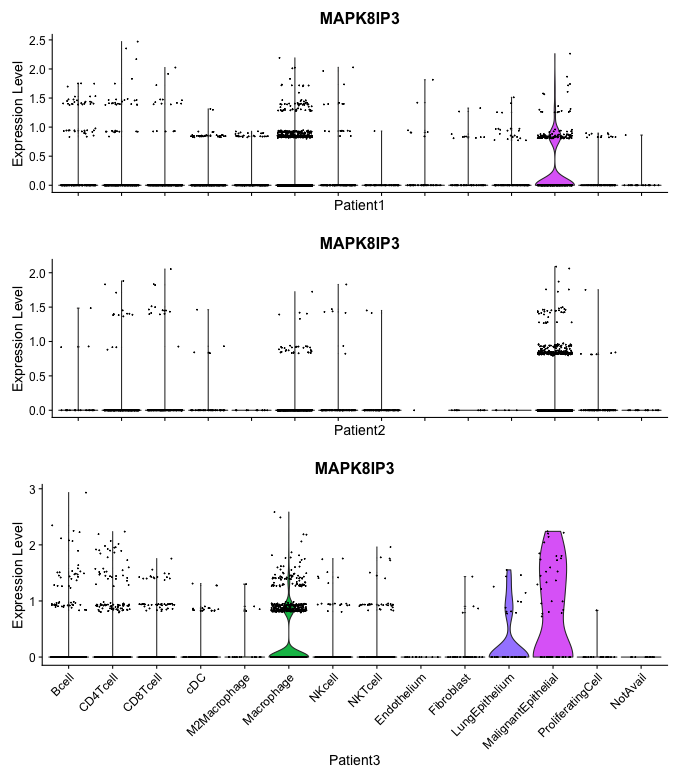 MAPK8IP3
Expression Level
2.5
2.0
1.5
1.0
0.5
0.0
Patient1
MAPK8IP3
Expression Level
2.0
1.5
1.0
0.5
0.0
Patient2
MAPK8IP3
Expression Level
3
2
1
0
Bcell
CD4Tcell
CD8Tcell
cDC
M2Macrophage
Macrophage
NKcell
NKTcell
Endothelium
Fibroblast
LungEpithelium
MalignantEpithelial
ProliferatingCell
NotAvail
Patient3